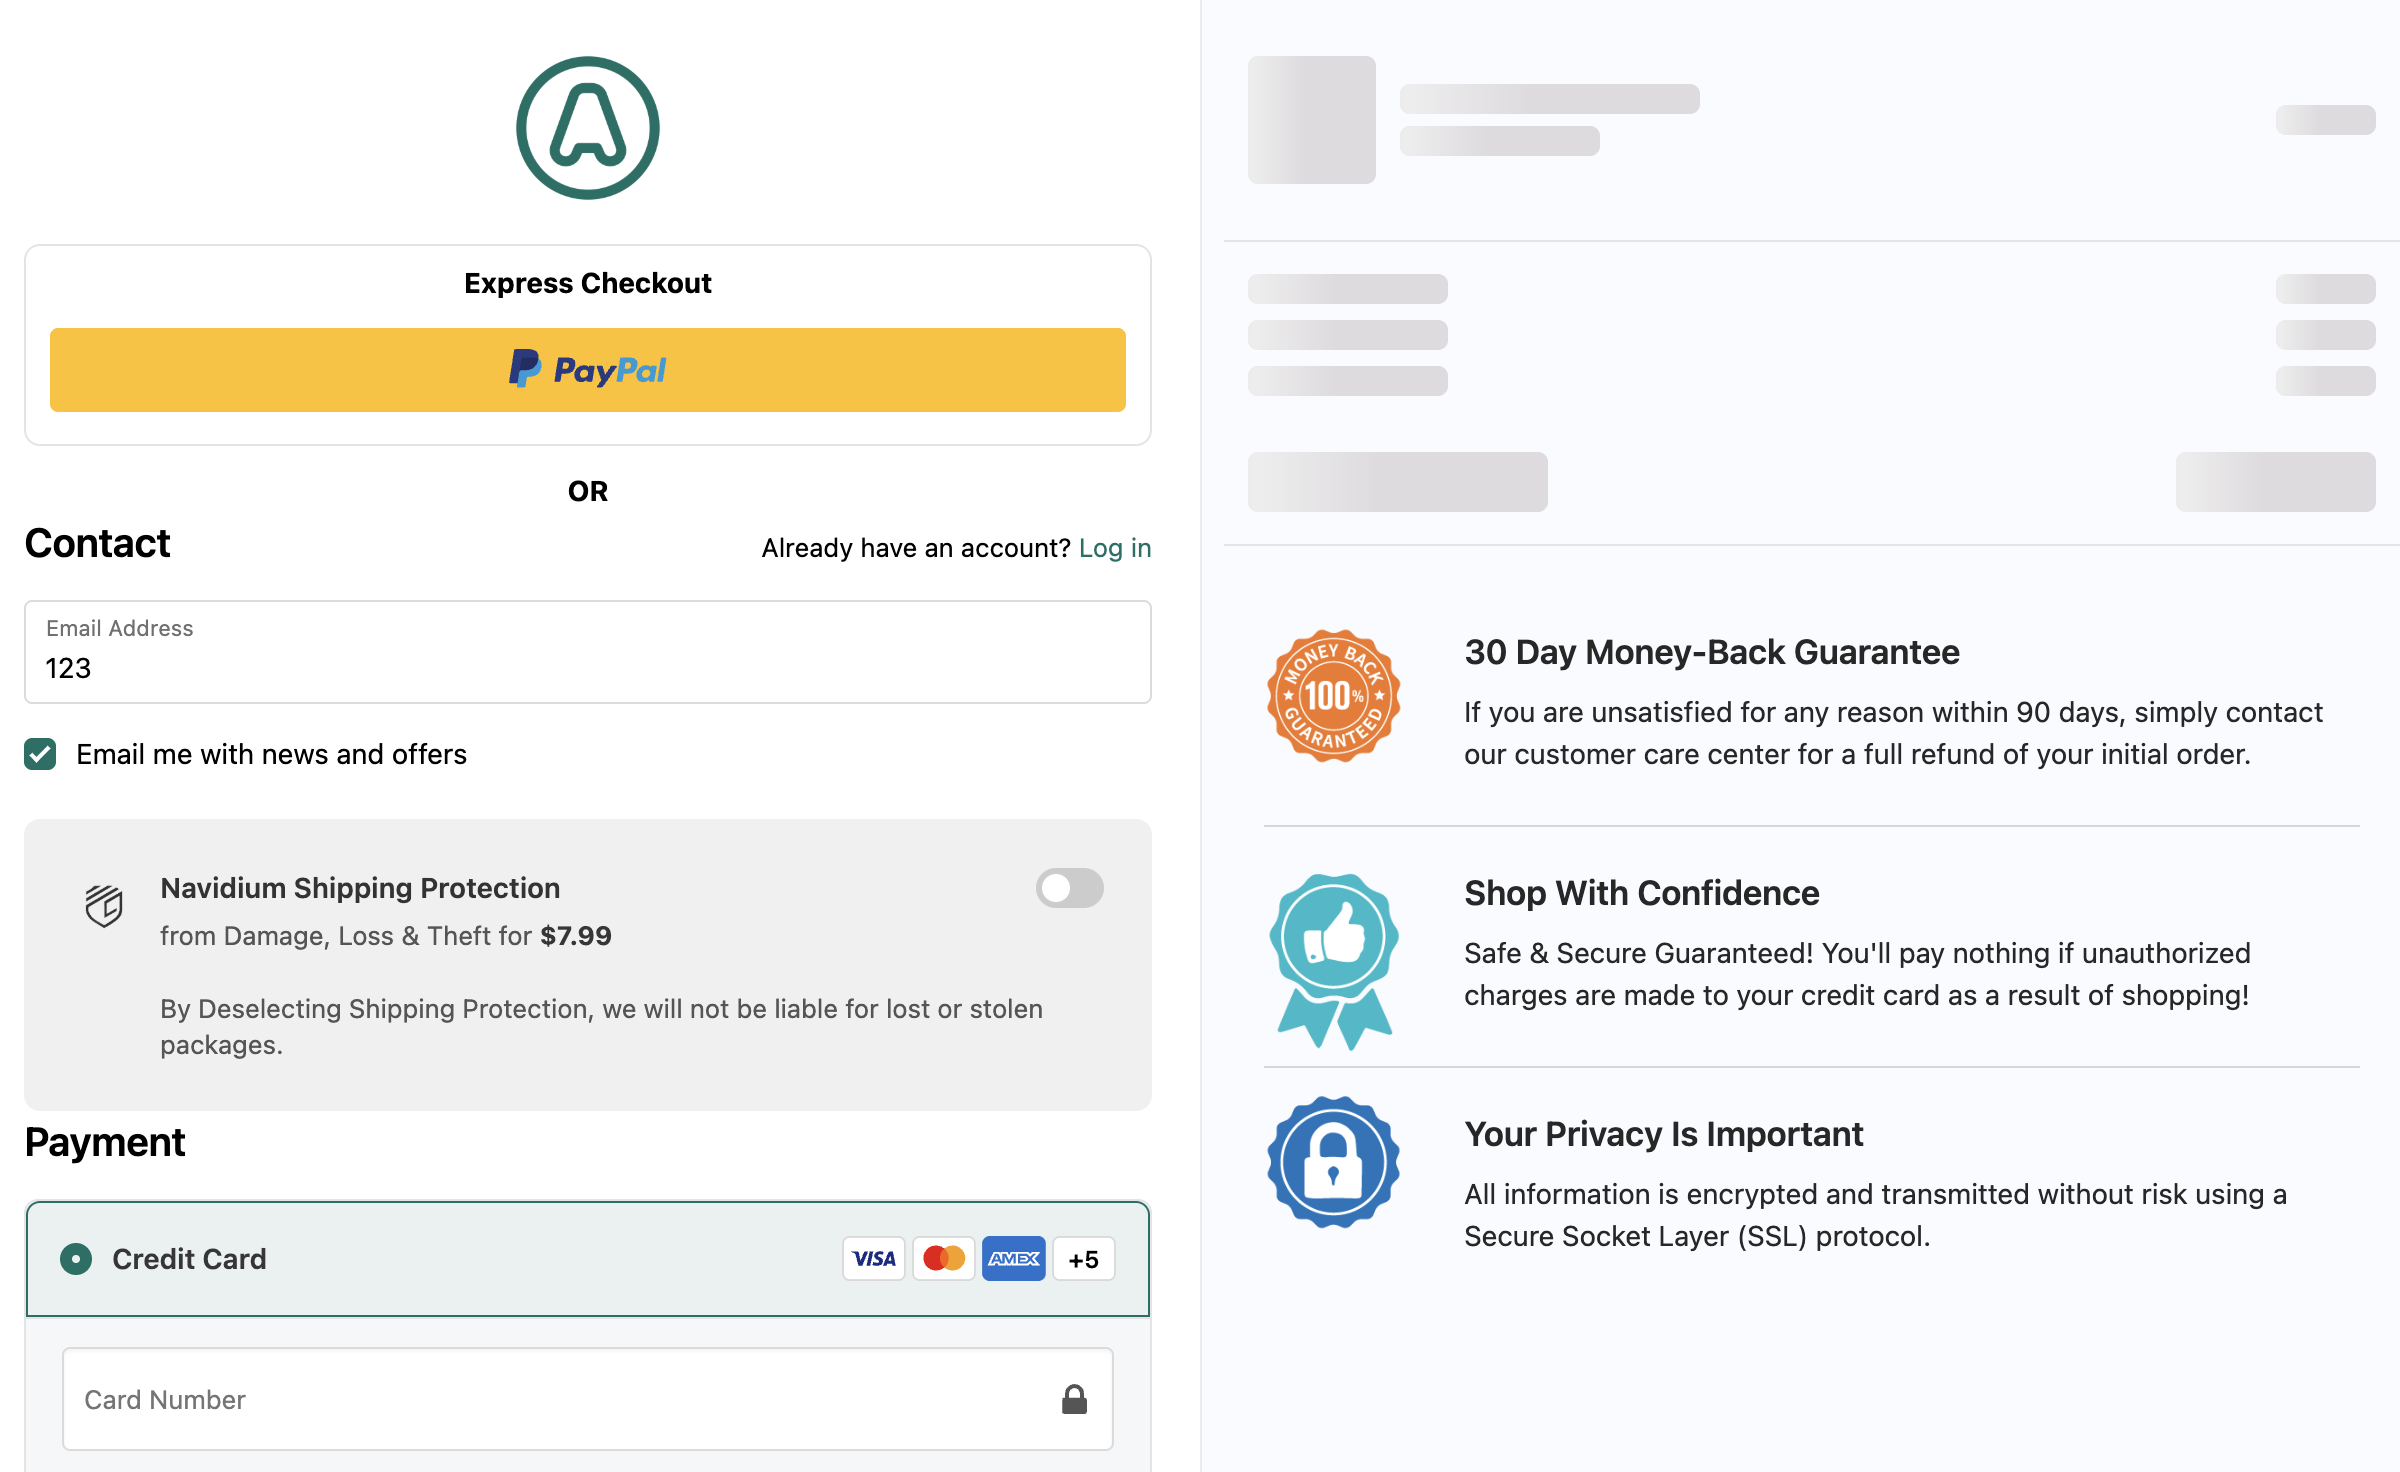 A
Express Checkout
PayPal
OR
Contact
Already have an account? Log in
Email Address
123
Email me with news and offers
Navidium Shipping Protection
from Damage, Loss & Theft for $7.99
By Deselecting Shipping Protection, we will not be liable for lost or stolen
packages.
Payment
Credit Card
VISA
AMEX
+5
Card Number
MONEY BACK
100%
GUARANTEED
30 Day Money-Back Guarantee
If you are unsatisfied for any reason within 90 days, simply contact
our customer care center for a full refund of your initial order.
Shop With Confidence
Safe & Secure Guaranteed! You'll pay nothing if unauthorized
charges are made to your credit card as a result of shopping!
Your Privacy Is Important
All information is encrypted and transmitted without risk using a
Secure Socket Layer (SSL) protocol.